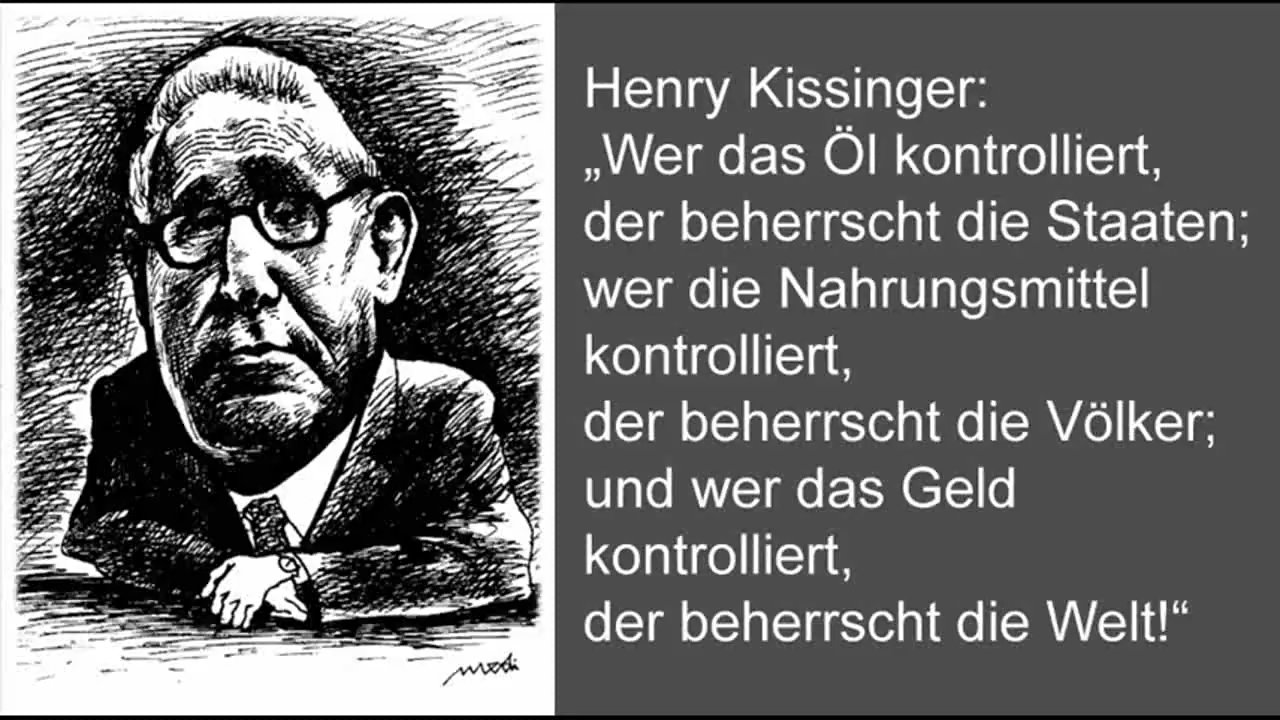 Henry Kissinger:
„Wer das Öl kontrolliert,
der beherrscht die Staaten;
wer die Nahrungsmittel
kontrolliert,
der beherrscht die Völker;
und wer das Geld
kontrolliert,
der beherrscht die Welt!“